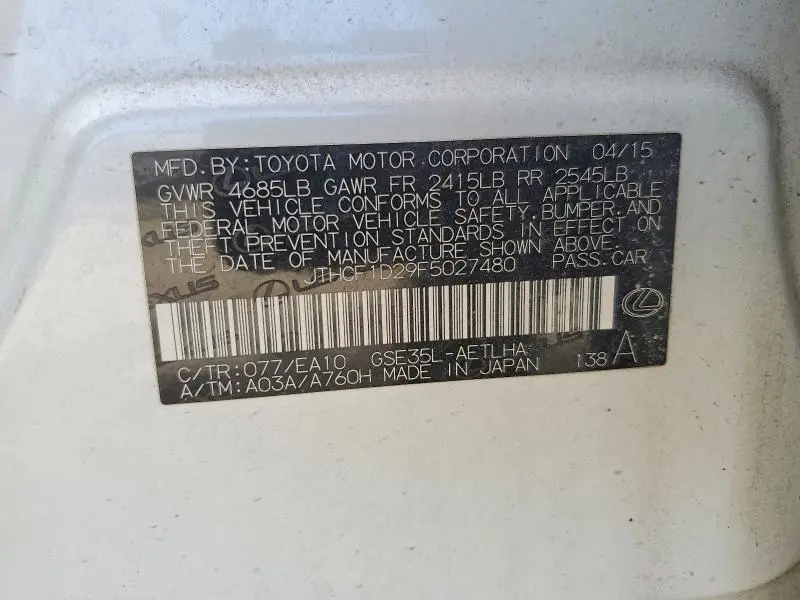 MFD. BY: TOYOTA MOTOR CORPORATION 04/15
GVWR 4685LB GAWR FR 2415LB RR 2545LB
THIS VEHICLE CONFORMS TO ALL APPLICABLE
FEDERAL MOTOR VEHICLE SAFETY, BUMPER, AND
THEFT PREVENTION STANDARDS IN EFFECT ON
THE DATE OF MANUFACTURE SHOWN ABOVE.
JTHCF1D29F5027480 PASS. CAR
C/TR: 077/EA10 GSE35L-AETLHA 138 A
A/TM: A03A/A760H MADE IN JAPAN